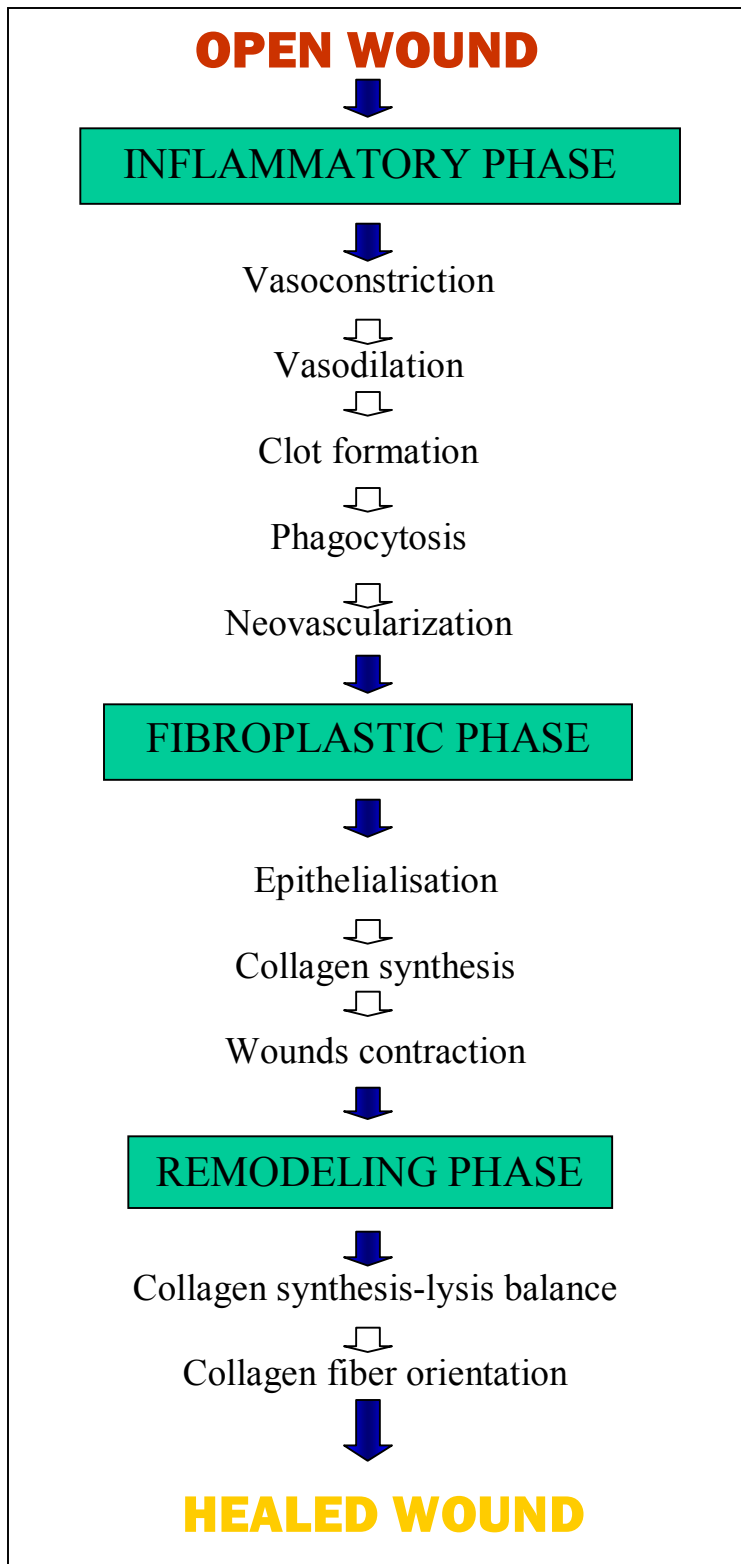 OPEN WOUND
INFLAMMATORY PHASE
Vasoconstriction
Vasodilation
Clot formation
Phagocytosis
Neovascularization
FIBROPLASTIC PHASE
Epithelialisation
Collagen synthesis
Wounds contraction
REMODELING PHASE
Collagen synthesis-lysis balance
Collagen fiber orientation
HEALED WOUND